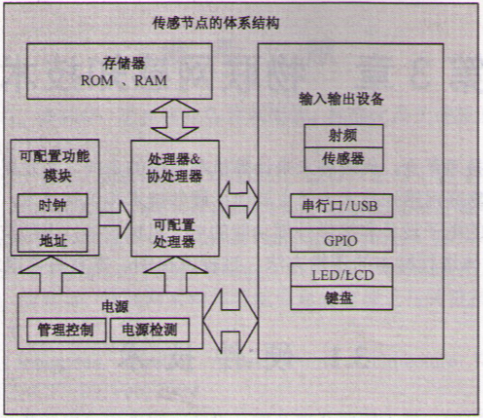 传感节点的体系结构
存储器
ROM 、RAM
输入输出设备
射频
传感器
可配置功能
模块
时钟
地址
处理器&
协处理器
可配置
处理器
串行口/USB
GPIO
LED/LCD
键盘
电源
管理控制
电源检测